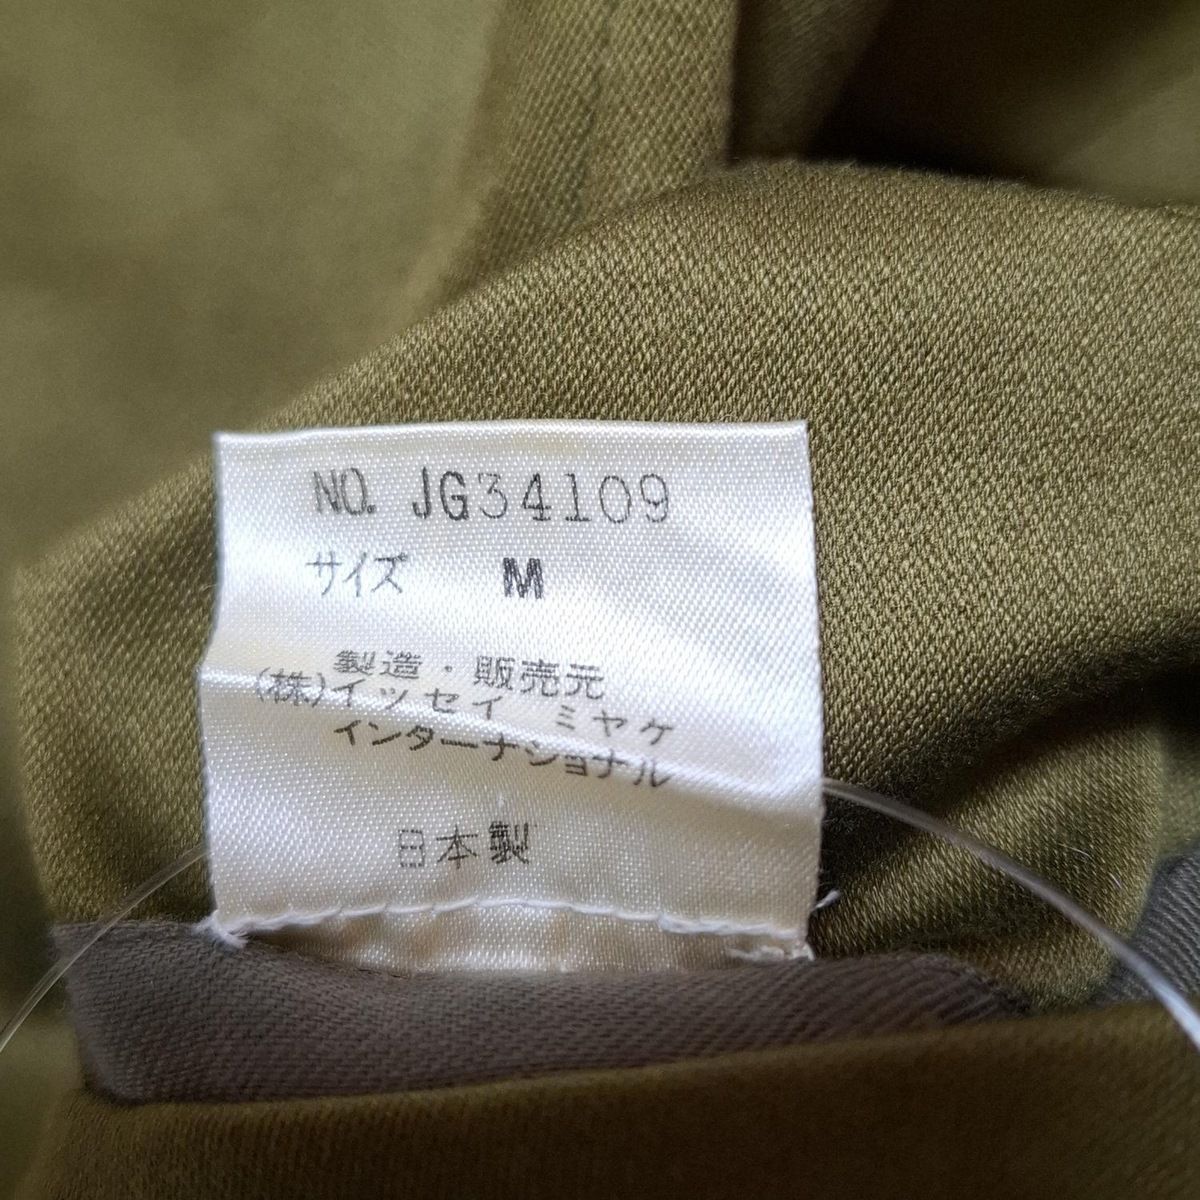 NO. JG34109
サイズ M
製造・販売元
(株)イッセイ ミヤケ
インターナショナル
日本製